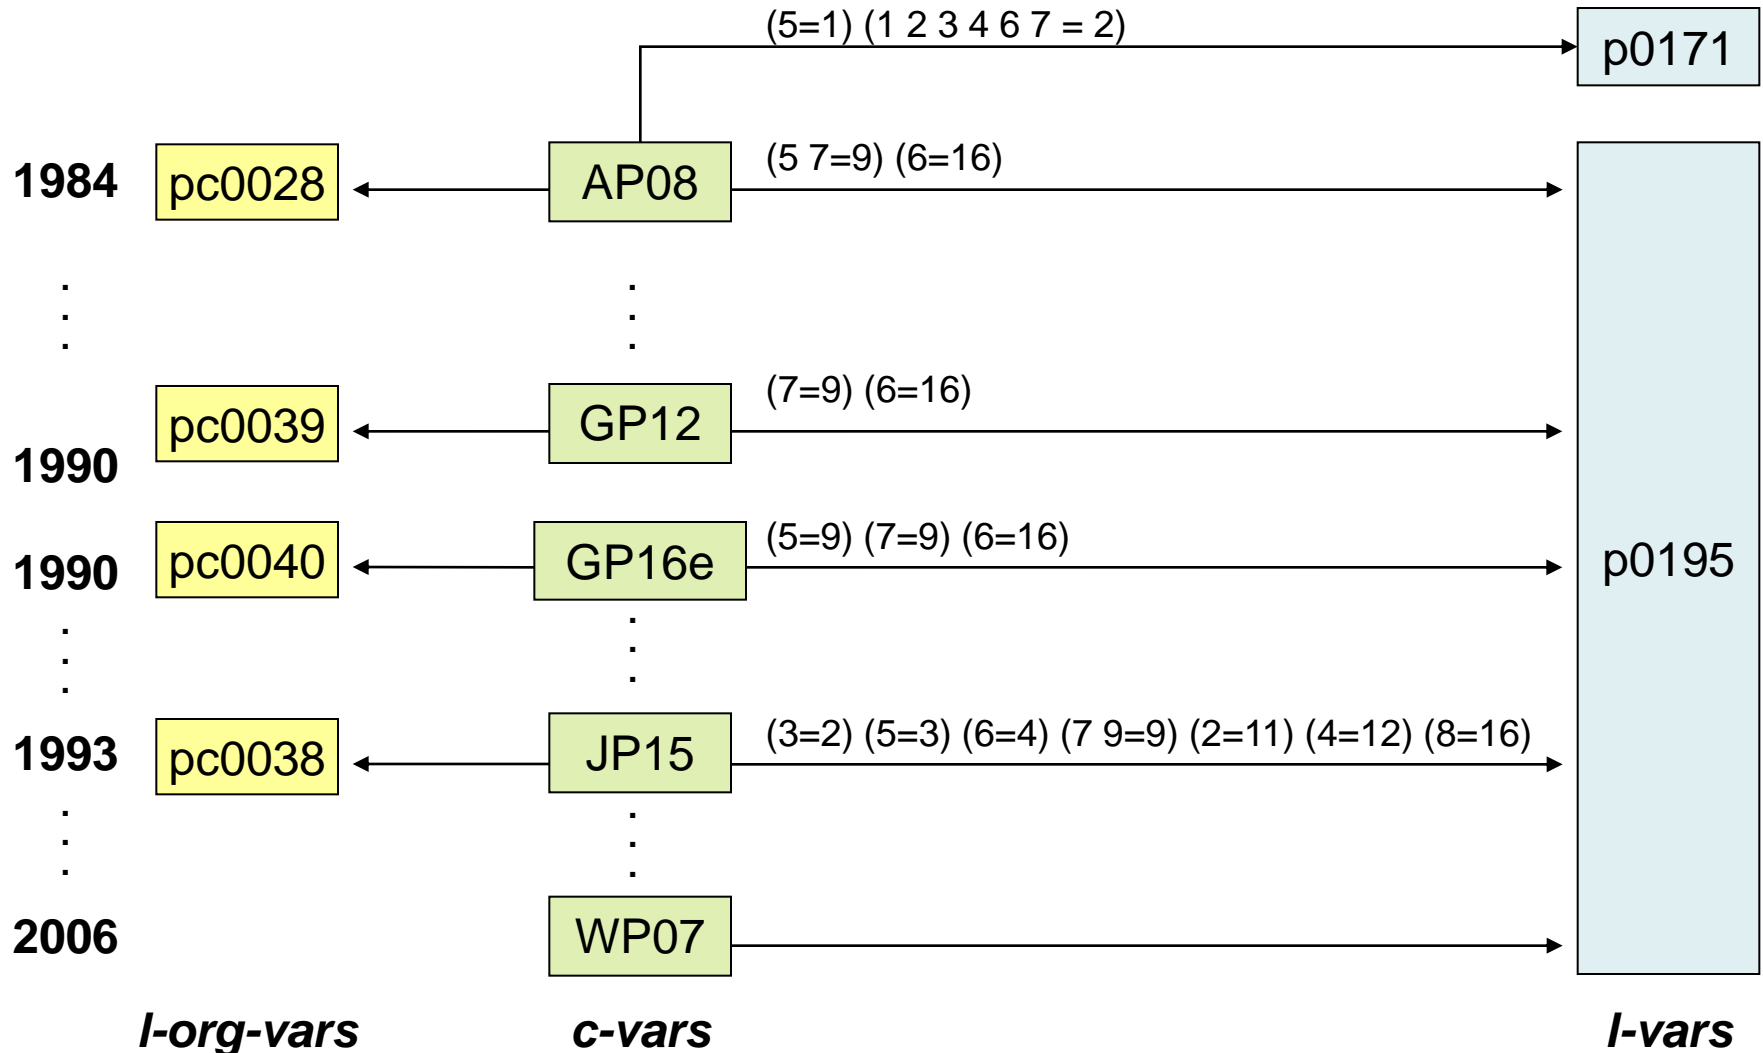 (5=1) (1 2 3 4 6 7 = 2)
p0171
1984
pc0028
AP08
(5 7=9) (6=16)
.
.
.
.
.
.
pc0039
GP12
(7=9) (6=16)
1990
1990
pc0040
GP16e
(5=9) (7=9) (6=16)
p0195
.
.
.
.
.
.
1993
pc0038
JP15
(3=2) (5=3) (6=4) (7 9=9) (2=11) (4=12) (8=16)
.
.
.
.
.
.
2006
WP07
l-org-vars
c-vars
l-vars